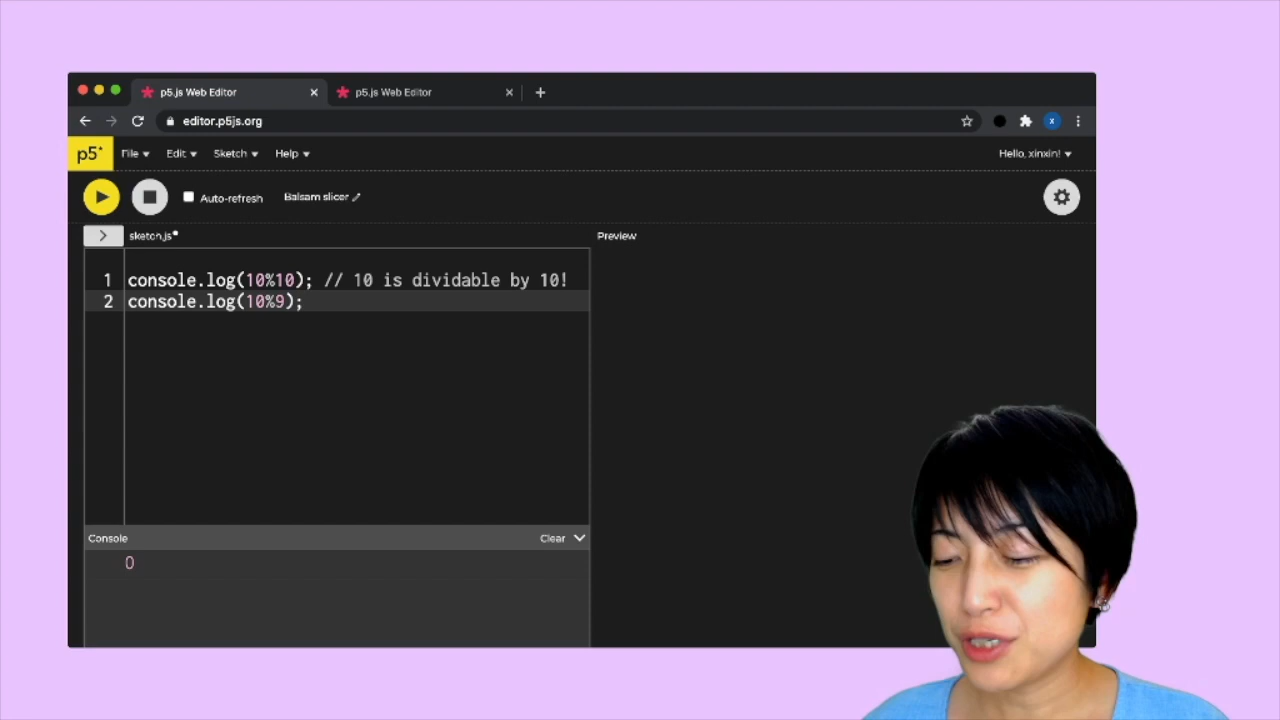 p5.js Web Editor
p5.js Web Editor
editor.p5js.org
x
p5*
File Edit Sketch Help
Hello, xinxin!
Auto-refresh
Balsam slicer
sketch.js
Preview
1 console.log(10%10); // 10 is dividable by 10!
2 console.log(10%9);
Console
Clear
0